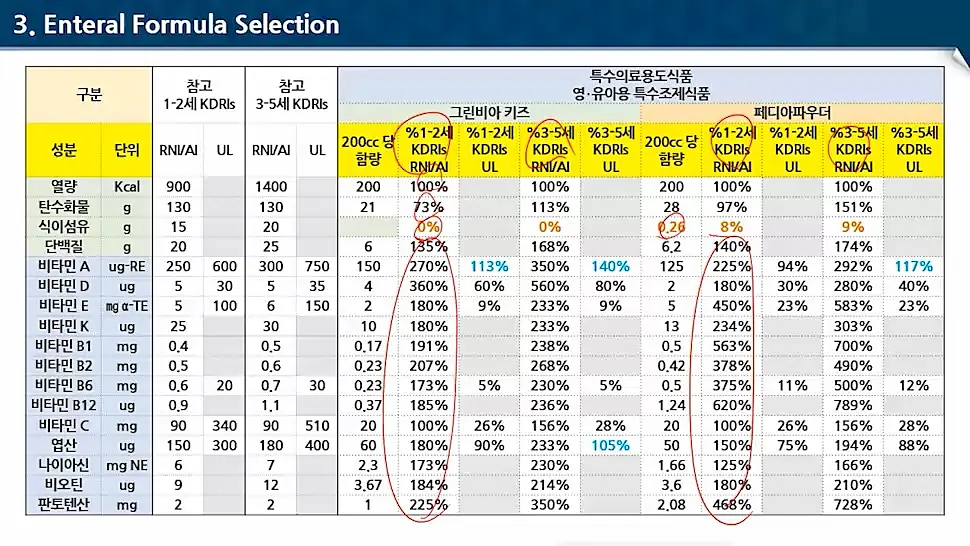 3. Enteral Formula Selection
구분 참고 1-2세 KDRIs 참고 3-5세 KDRIs 특수의료용도식품 영·유아용 특수조제식품
그린비아 키즈 페디아파우더
성분 단위 RNI/AI UL RNI/AI UL 200cc 당 함량 %1-2세 KDRIs RNI/AI %1-2세 KDRIs UL %3-5세 KDRIs RNI/AI %3-5세 KDRIs UL 200cc 당 함량 %1-2세 KDRIs RNI/AI %1-2세 KDRIs UL %3-5세 KDRIs RNI/AI %3-5세 KDRIs UL
열량 Kcal 900 1400 200 100% 100% 200 100% 100%
탄수화물 g 130 130 21 73% 113% 28 97% 151%
식이섬유 g 15 20 0% 0% 0.26 8% 9%
단백질 g 20 25 6 135% 168% 6.2 140% 174%
비타민 A ug-RE 250 600 300 750 150 270% 113% 350% 140% 125 225% 94% 292% 117%
비타민 D ug 5 30 5 35 4 360% 60% 560% 80% 2 180% 30% 280% 40%
비타민 E mg α-TE 5 100 6 150 2 180% 9% 233% 9% 5 450% 23% 583% 23%
비타민 K ug 25 30 10 180% 233% 13 234% 303%
비타민 B1 mg 0.4 0.5 0.17 191% 238% 0.5 563% 700%
비타민 B2 mg 0.5 0.6 0.23 207% 268% 0.42 378% 490%
비타민 B6 mg 0.6 20 0.7 30 0.23 173% 5% 230% 5% 0.5 375% 11% 500% 12%
비타민 B12 ug 0.9 1.1 0.37 185% 236% 1.24 620% 789%
비타민 C mg 90 340 90 510 20 100% 26% 156% 28% 20 100% 26% 156% 28%
엽산 ug 150 300 180 400 60 180% 90% 233% 105% 50 150% 75% 194% 88%
나이아신 mg NE 6 7 2.3 173% 230% 1.66 125% 166%
비오틴 ug 9 12 3.67 184% 214% 3.6 180% 210%
판토텐산 mg 2 2 1 225% 350% 2.08 468% 728%